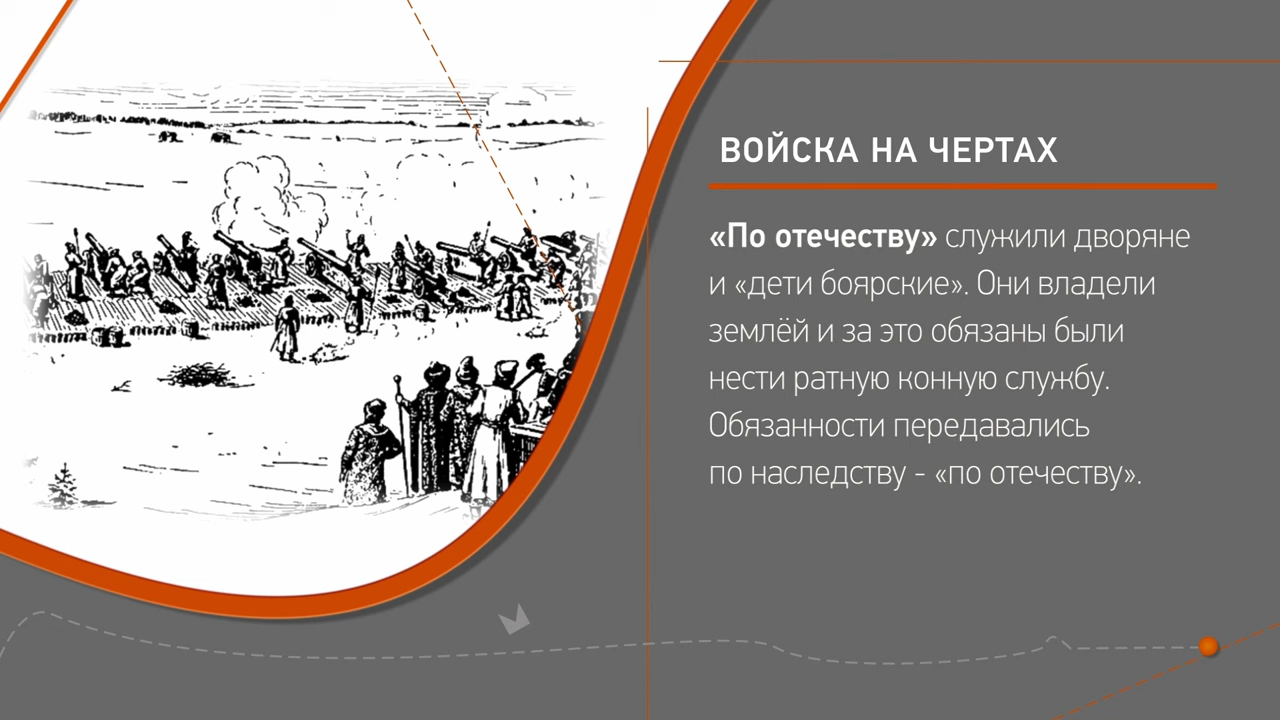 ВОЙСКА НА ЧЕРТАХ
«По отечеству» служили дворяне
и «дети боярские». Они владели
землёй и за это обязаны были
нести ратную конную службу.
Обязанности передавались
по наследству - «по отечеству».